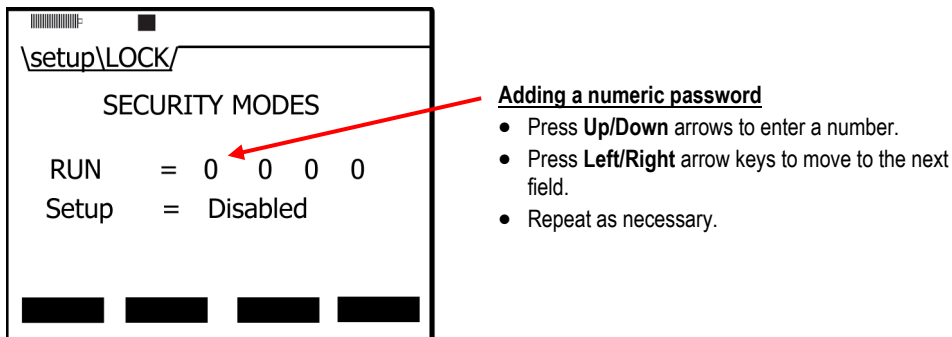 \setup\LOCK/
SECURITY MODES
RUN = 0 0 0 0
Setup = Disabled
Adding a numeric password
• Press Up/Down arrows to enter a number.
• Press Left/Right arrow keys to move to the next
field.
• Repeat as necessary.